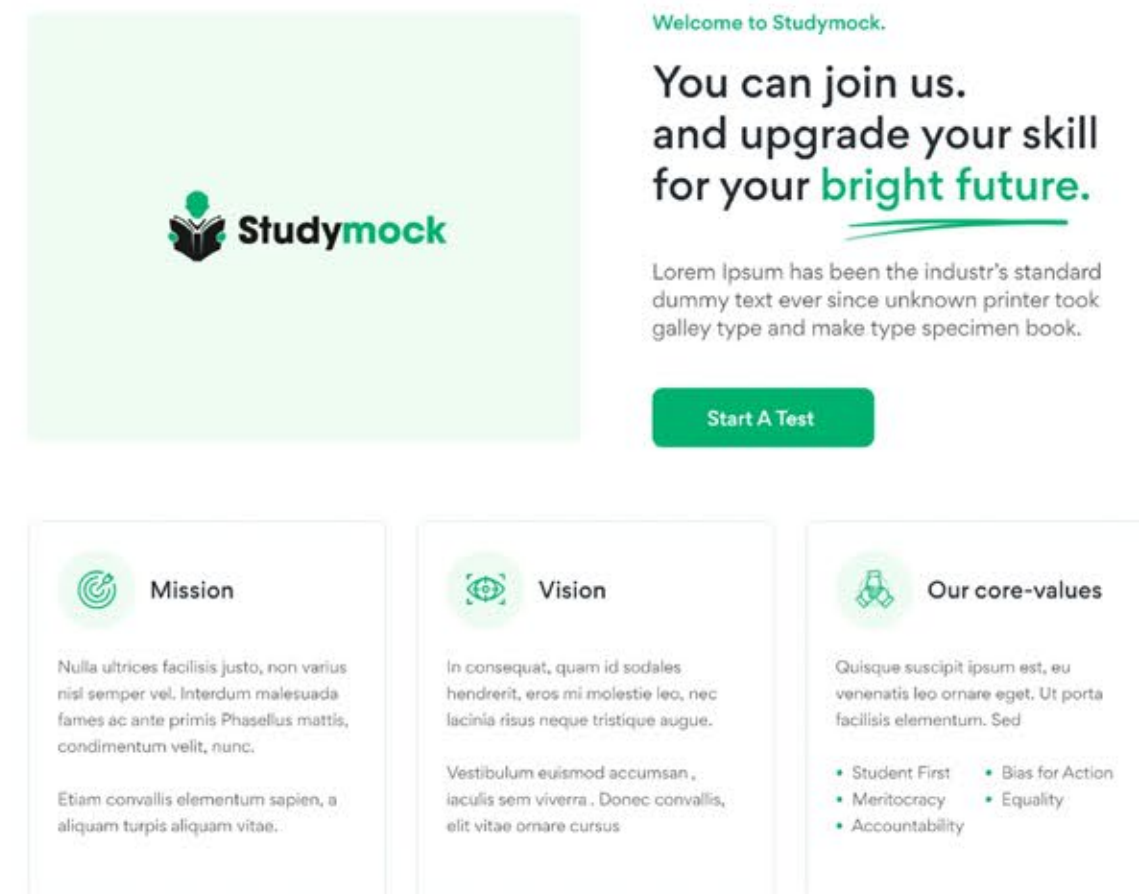 Studymock
Welcome to Studymock.
You can join us.
and upgrade your skill
for your bright future.
Lorem Ipsum has been the industr's standard
dummy text ever since unknown printer took
galley type and make type specimen book.
Start A Test
Mission
Nulla ultrices facilisis justo, non varius
nisl semper vel. Interdum malesuada
fames ac ante primis Phasellus mattis,
condimentum velit, nunc.
Etiam convallis elementum sapien, a
aliquam turpis aliquam vitae.
Vision
In consequat, quam id sodales
hendrerit, eros mi molestie leo, nec
lacinia risus neque tristique augue.
Vestibulum euismod accumsan ,
iaculis sem viverra . Donec convallis,
elit vitae ornare cursus
Our core-values
Quisque suscipit ipsum est, eu
venenatis leo ornare eget. Ut porta
facilisis elementum. Sed
• Student First
• Meritocracy
• Accountability
• Bias for Action
• Equality